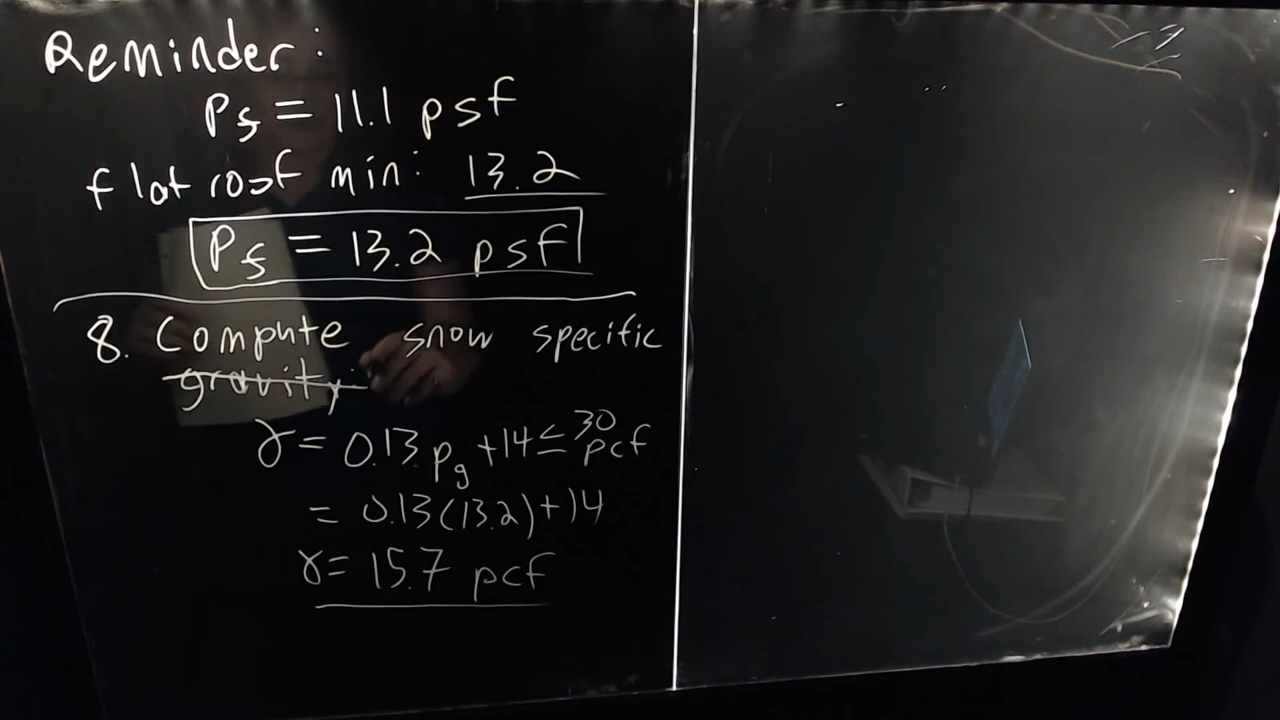 Reminder:
Ps = 11.1 psf
flat roof min: 13.2
Ps = 13.2 psf
8. Compute snow specific
gravity:
γ = 0.13 pg + 14 ≤ 30 pcf
= 0.13(13.2) + 14
γ = 15.7 pcf